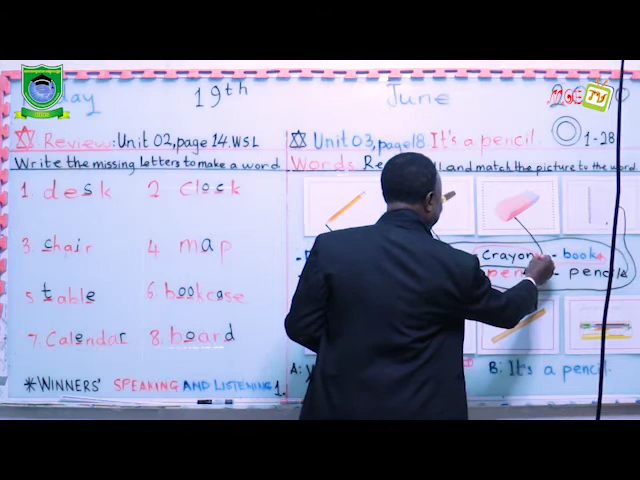 19th June
☆ Review: Unit 02, page 14. WSL
Write the missing letters to make a word
1. desk 2 Clock
3. chair 4 map
5 table 6. bookcase
7. Calendar 8. board
*WINNERS' SPEAKING AND LISTENING 1.
☆ Unit 03, page 18. It's a pencil. 1-28
Words and match the picture to the word.
crayon - book
pen - pencil
A: B: It's a pencil.
MOE TV